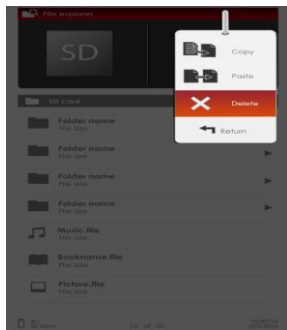 File explorer
SD
Copy
Paste
Delete
Return
SD card
Folder name
File size
Folder name
File size
Folder name
File size
Folder name
File size
Music.file
File size
Bookname.file
File size
Picture.file
File size